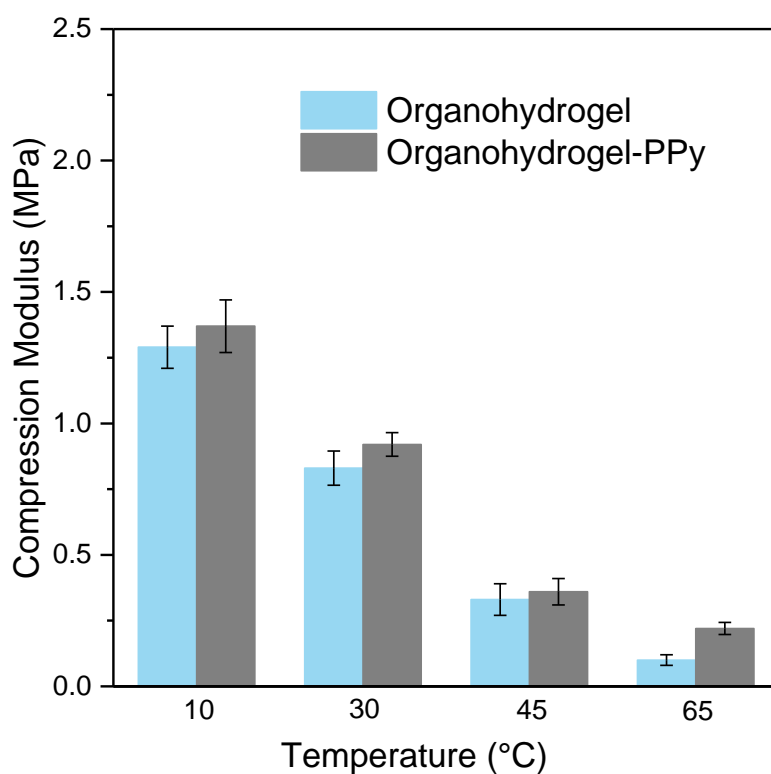 2.5
2.0
1.5
1.0
0.5
0.0
Compression Modulus (MPa)
Organohydrogel
Organohydrogel-PPy
10 30 45 65
Temperature (°C)